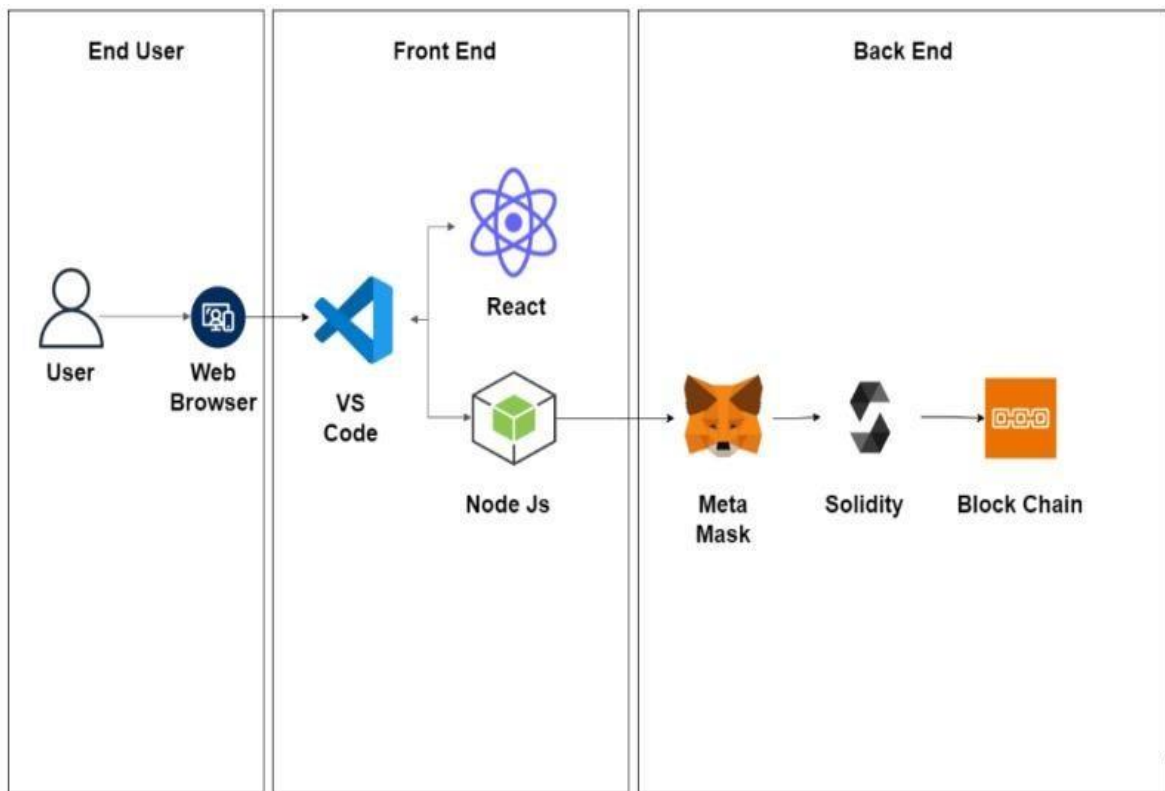 End User
Front End
Back End
User
Web
Browser
VS
Code
React
Node Js
Meta
Mask
Solidity
Block Chain